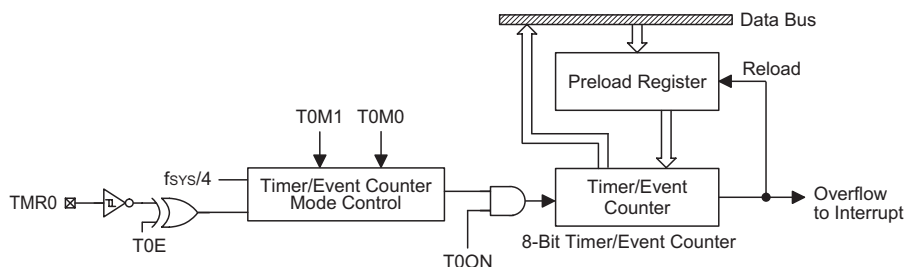 Data Bus
Preload Register
Reload
T0M1
T0M0
fSYS/4
Timer/Event Counter
Mode Control
TMR0
T0E
T0ON
Timer/Event
Counter
8-Bit Timer/Event Counter
Overflow
to Interrupt